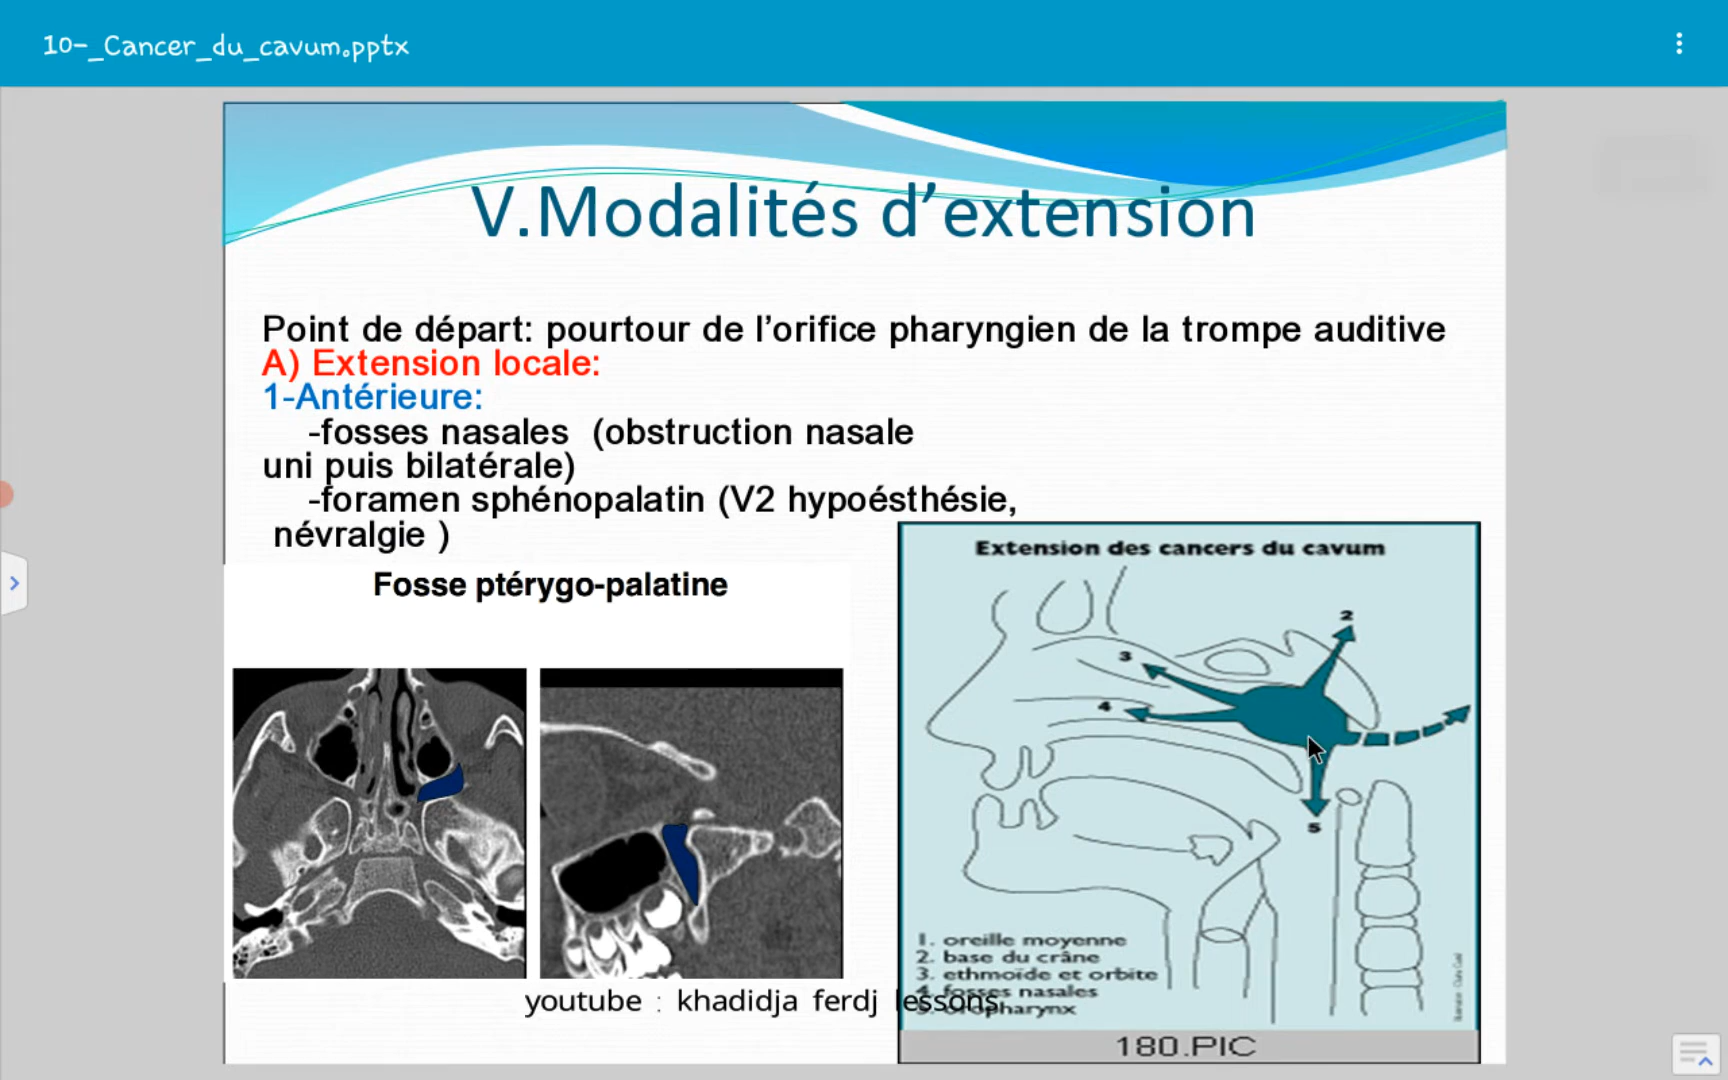 10-_Cancer_du_cavum.pptx
V.Modalités d’extension
Point de départ: pourtour de l’orifice pharyngien de la trompe auditive
A) Extension locale:
1-Antérieure:
-fosses nasales (obstruction nasale
uni puis bilatérale)
-foramen sphénopalatin (V2 hypoésthésie,
névralgie )
Fosse ptérygo-palatine
Extension des cancers du cavum
2
3
4
5
1. oreille moyenne
2. base du crâne
3. ethmoïde et orbite
4. fosses nasales
5. oropharynx
youtube : khadidja ferdj lessons
180.PIC